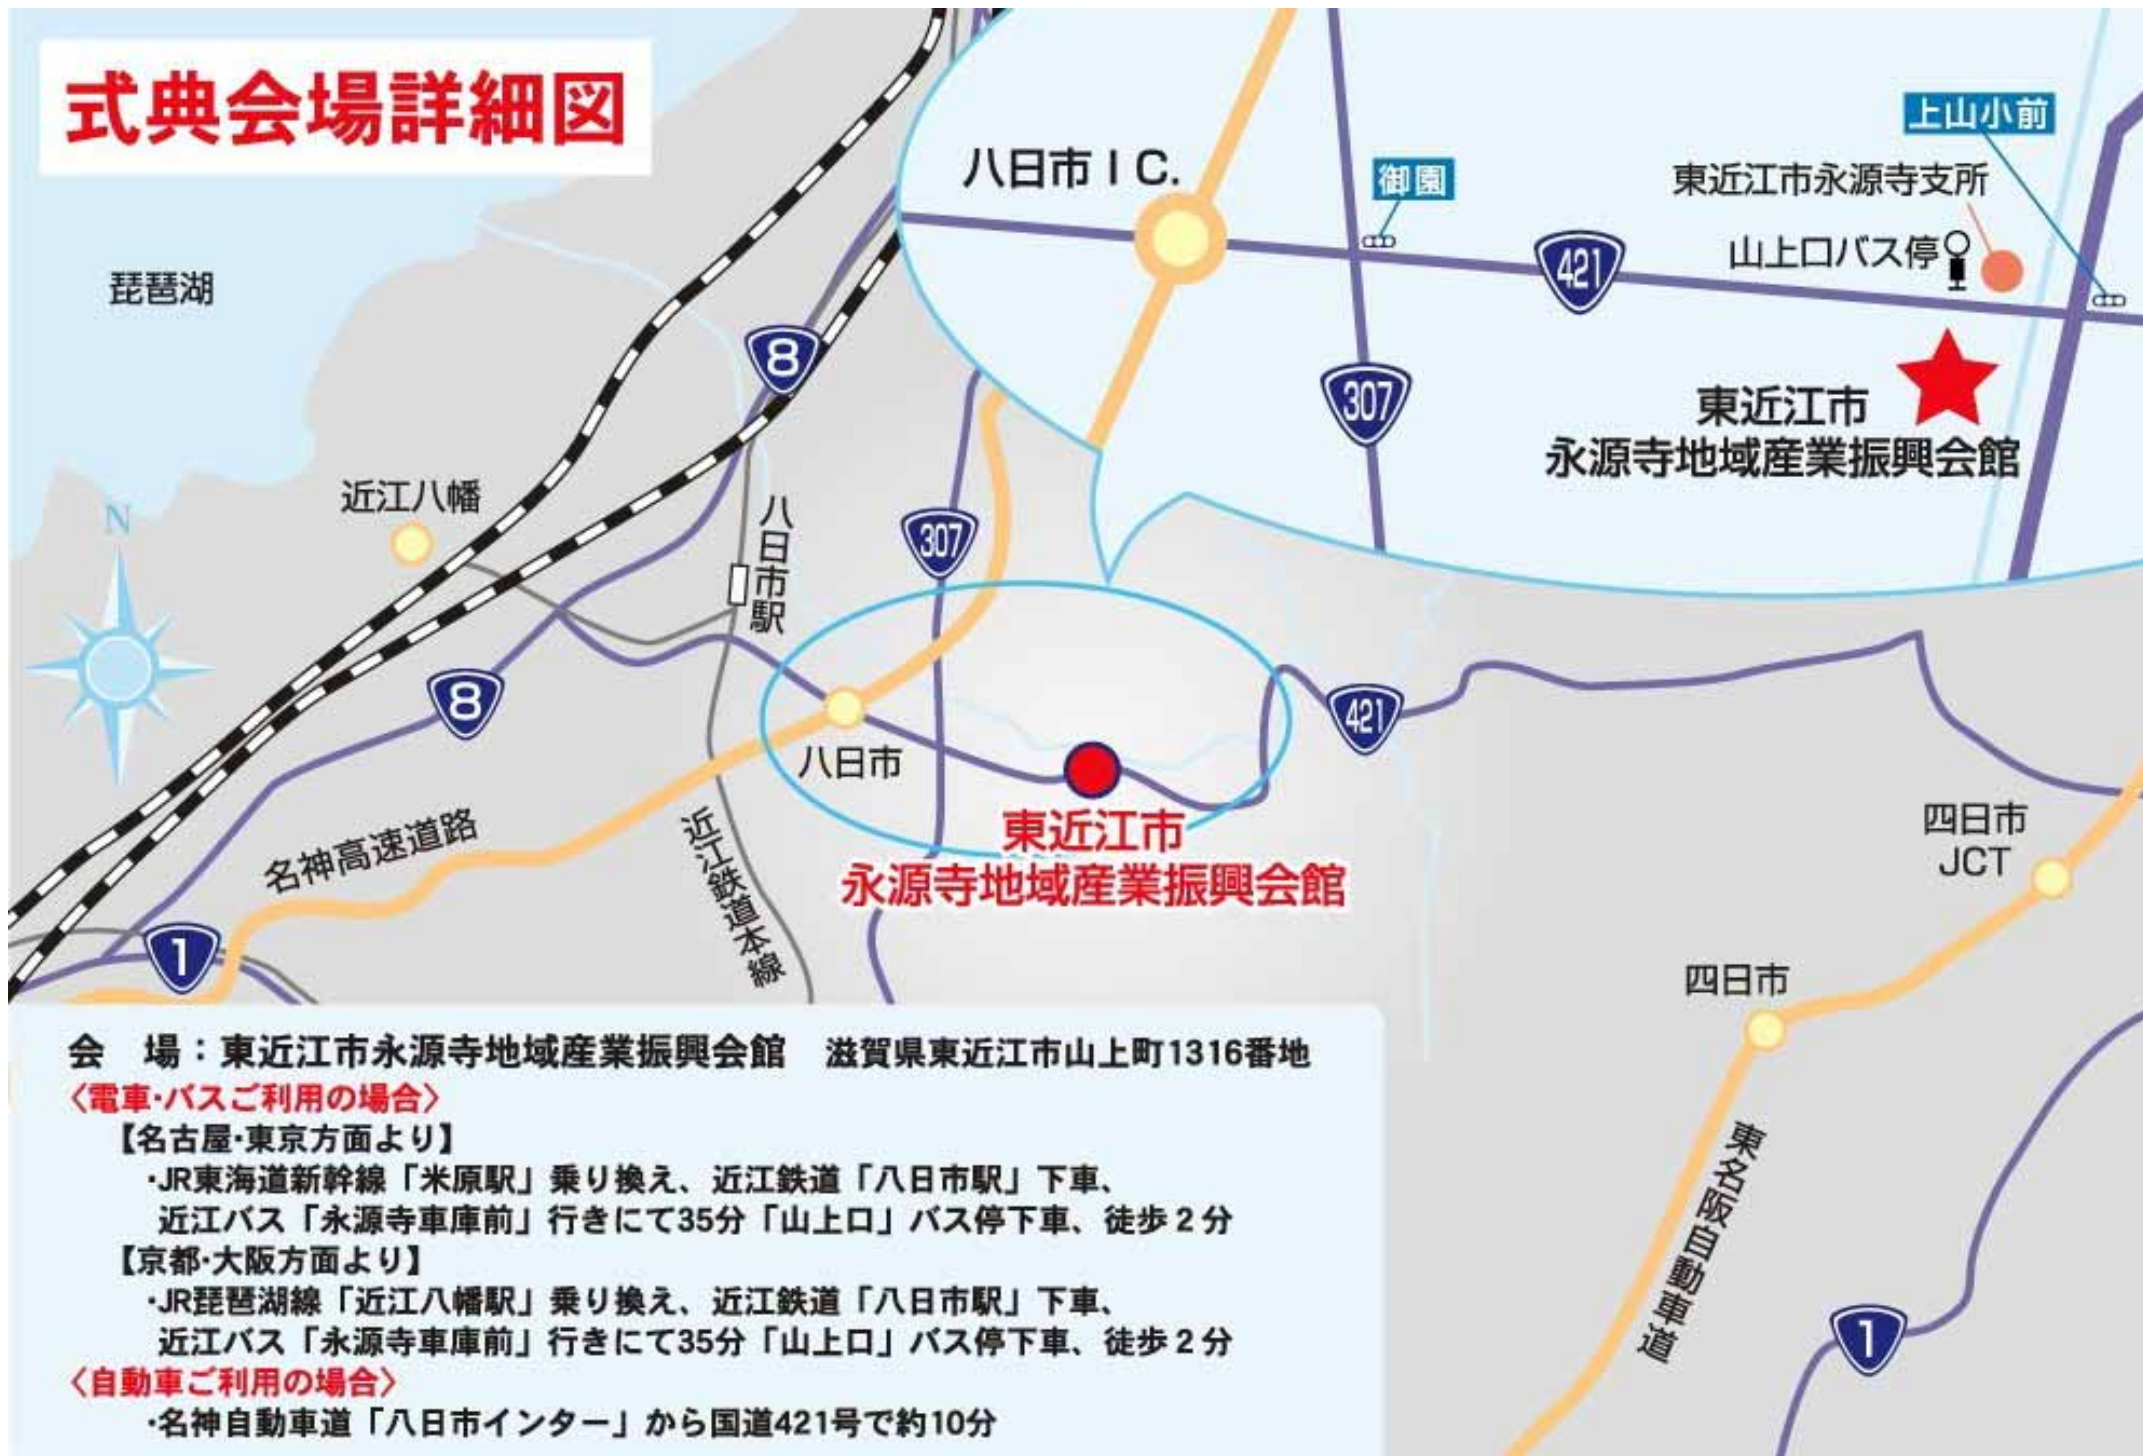 式典会場詳細図
琵琶湖
N
近江八幡
8
8
八日市駅
307
八日市
421
東近江市
永源寺地域産業振興会館
名神高速道路
近江鉄道本線
1
八日市IC.
御園
421
307
上山小前
東近江市永源寺支所
山上口バス停
東近江市
永源寺地域産業振興会館
四日市
JCT
四日市
東名阪自動車道
1
会　場：東近江市永源寺地域産業振興会館　滋賀県東近江市山上町1316番地
〈電車・バスご利用の場合〉
【名古屋・東京方面より】
・JR東海道新幹線「米原駅」乗り換え、近江鉄道「八日市駅」下車、
近江バス「永源寺車庫前」行きにて35分「山上口」バス停下車、徒歩２分
【京都・大阪方面より】
・JR琵琶湖線「近江八幡駅」乗り換え、近江鉄道「八日市駅」下車、
近江バス「永源寺車庫前」行きにて35分「山上口」バス停下車、徒歩２分
〈自動車ご利用の場合〉
・名神自動車道「八日市インター」から国道421号で約10分